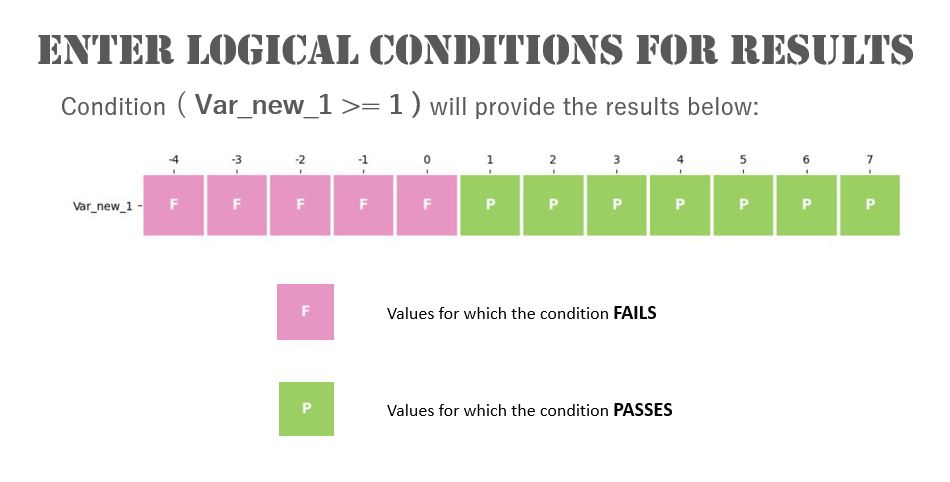 ENTER LOGICAL CONDITIONS FOR RESULTS
Condition ( Var_new_1 >= 1 ) will provide the results below:
-4 -3 -2 -1 0 1 2 3 4 5 6 7
Var_new_1 - F F F F F P P P P P P P
F Values for which the condition FAILS
P Values for which the condition PASSES